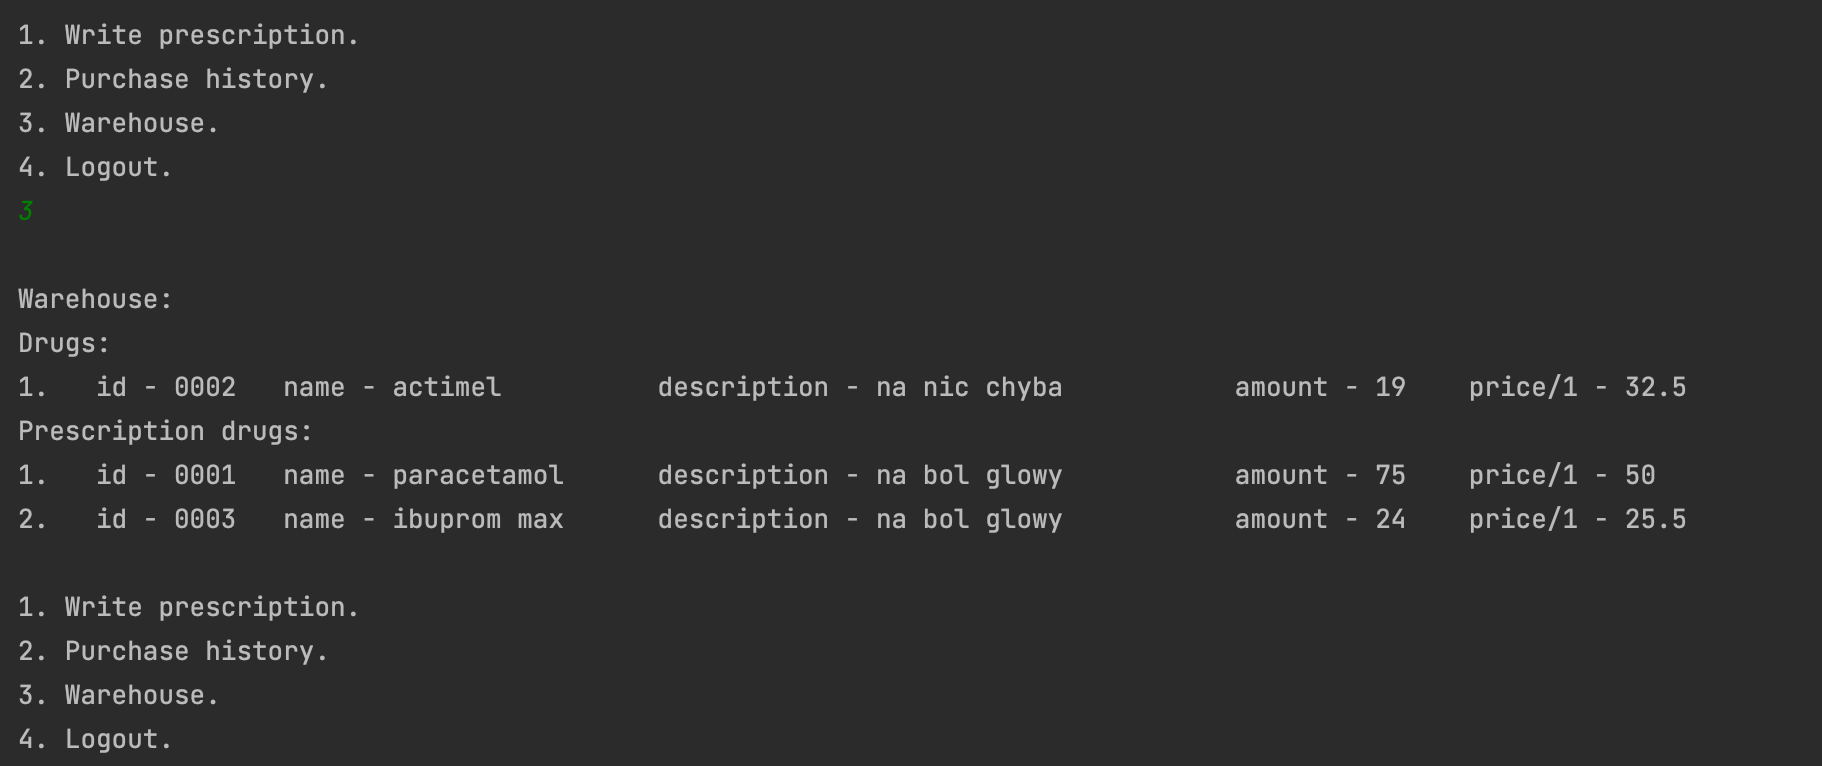 1. Write prescription.
2. Purchase history.
3. Warehouse.
4. Logout.
3
Warehouse:
Drugs:
1.   id - 0002   name - actimel          description - na nic chyba           amount - 19    price/1 - 32.5
Prescription drugs:
1.   id - 0001   name - paracetamol      description - na bol glowy           amount - 75    price/1 - 50
2.   id - 0003   name - ibuprom max      description - na bol glowy           amount - 24    price/1 - 25.5
1. Write prescription.
2. Purchase history.
3. Warehouse.
4. Logout.